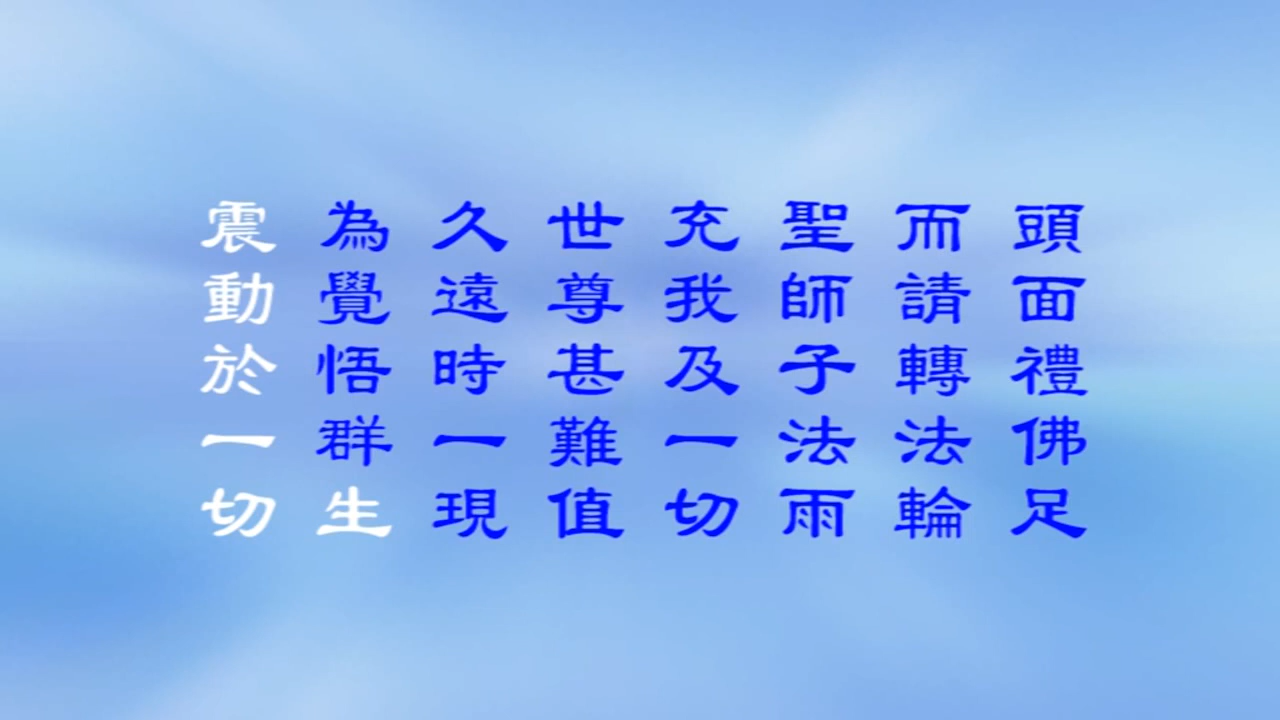 頭面禮佛足
而請轉法輪
聖師子法雨
充我及一切
世尊甚難值
久遠時一現
為覺悟群生
震動於一切